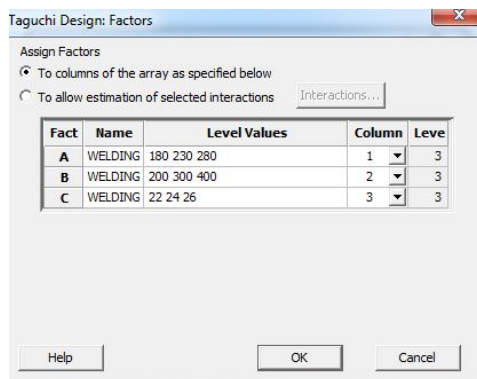 Taguchi Design: Factors
Assign Factors
To columns of the array as specified below
To allow estimation of selected interactions Interactions...
Fact Name Level Values Column Leve
A WELDING 180 230 280 1 3
B WELDING 200 300 400 2 3
C WELDING 22 24 26 3 3
Help OK Cancel